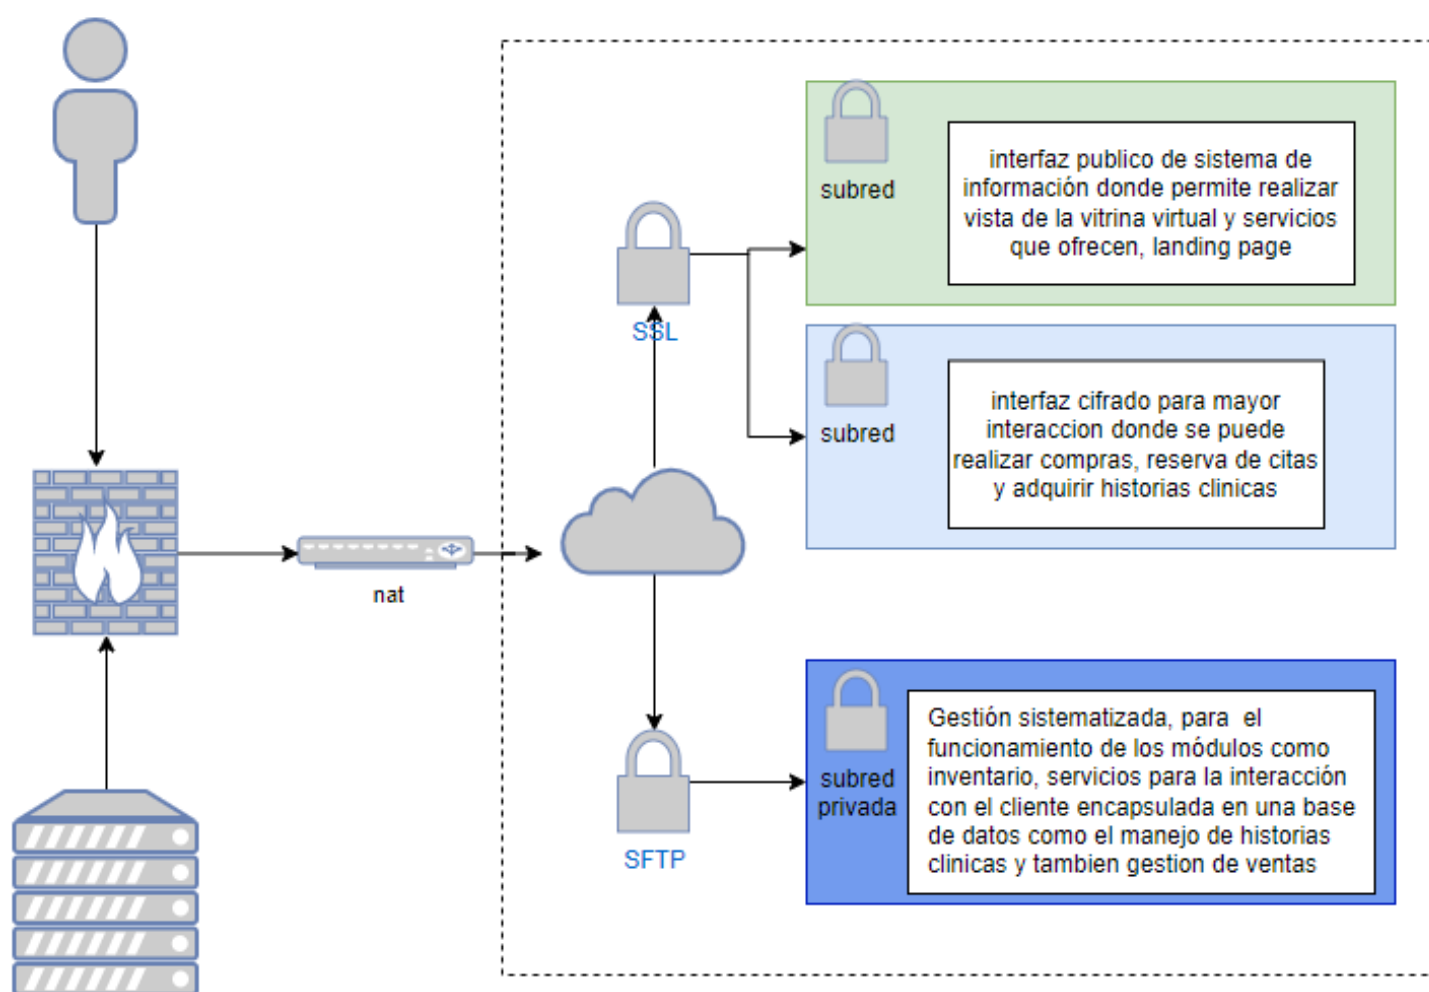 subred
interfaz publico de sistema de
información donde permite realizar
vista de la vitrina virtual y servicios
que ofrecen, landing page
SSL
subred
interfaz cifrado para mayor
interaccion donde se puede
realizar compras, reserva de citas
y adquirir historias clinicas
nat
subred
privada
Gestión sistematizada, para  el
funcionamiento de los módulos como
inventario, servicios para la interacción
con el cliente encapsulada en una base
de datos como el manejo de historias
clinicas y tambien gestion de ventas
SFTP